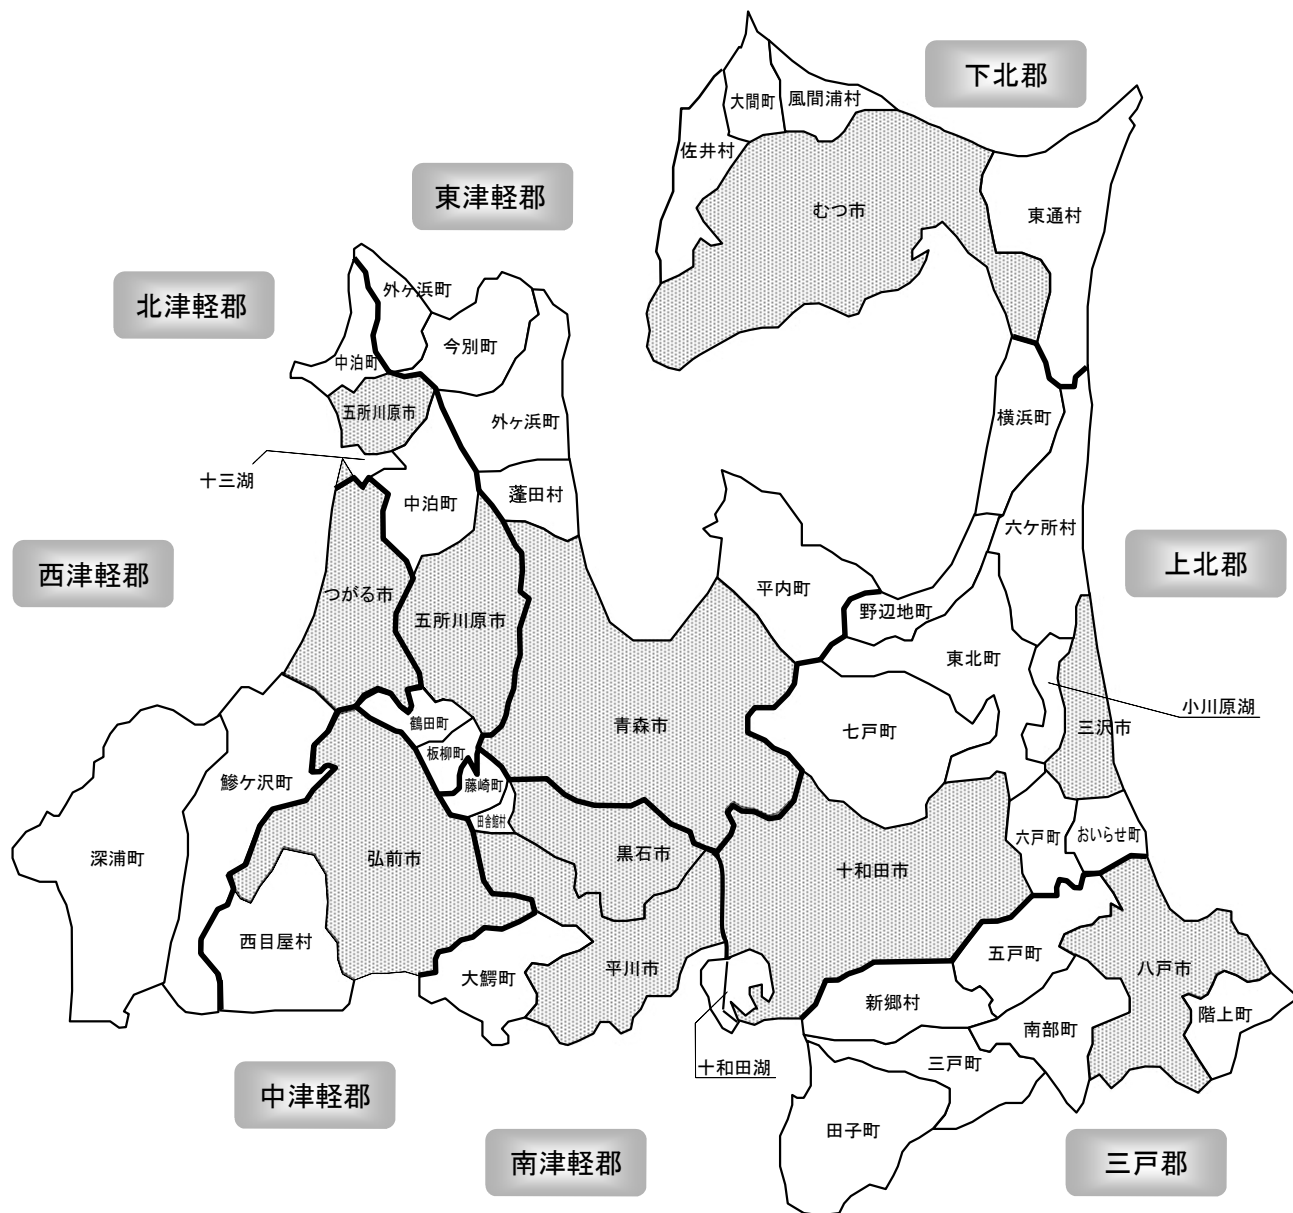 下北郡
大間町
風間浦村
佐井村
東津軽郡
むつ市
東通村
北津軽郡
外ヶ浜町
今別町
中泊町
五所川原市
横浜町
外ヶ浜町
十三湖
中泊町
蓬田村
六ケ所村
西津軽郡
上北郡
つがる市
平内町
野辺地町
五所川原市
東北町
小川原湖
鶴田町
青森市
七戸町
三沢市
板柳町
鰺ケ沢町
藤崎町
田舎館村
六戸町
おいらせ町
深浦町
弘前市
黒石市
十和田市
西目屋村
大鰐町
平川市
五戸町
八戸市
新郷村
階上町
南部町
十和田湖
三戸町
中津軽郡
田子町
南津軽郡
三戸郡